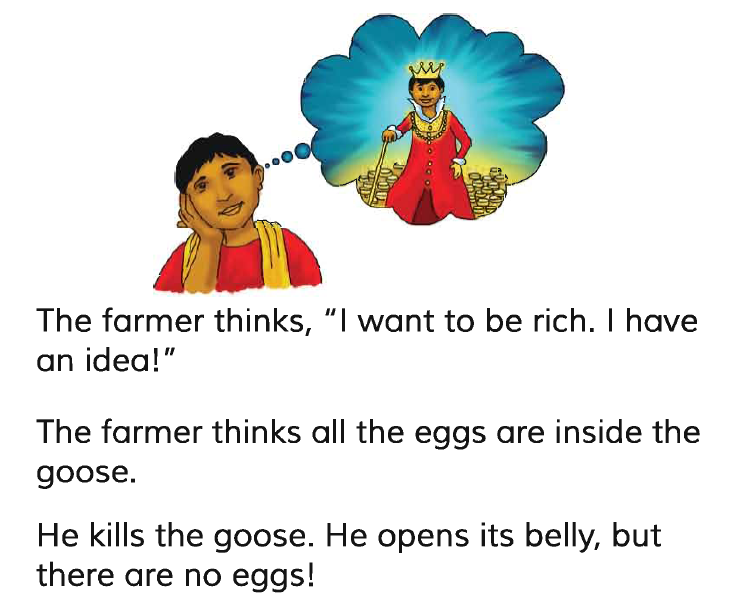 The farmer thinks, “I want to be rich. I have
an idea!”
The farmer thinks all the eggs are inside the
goose.
He kills the goose. He opens its belly, but
there are no eggs!